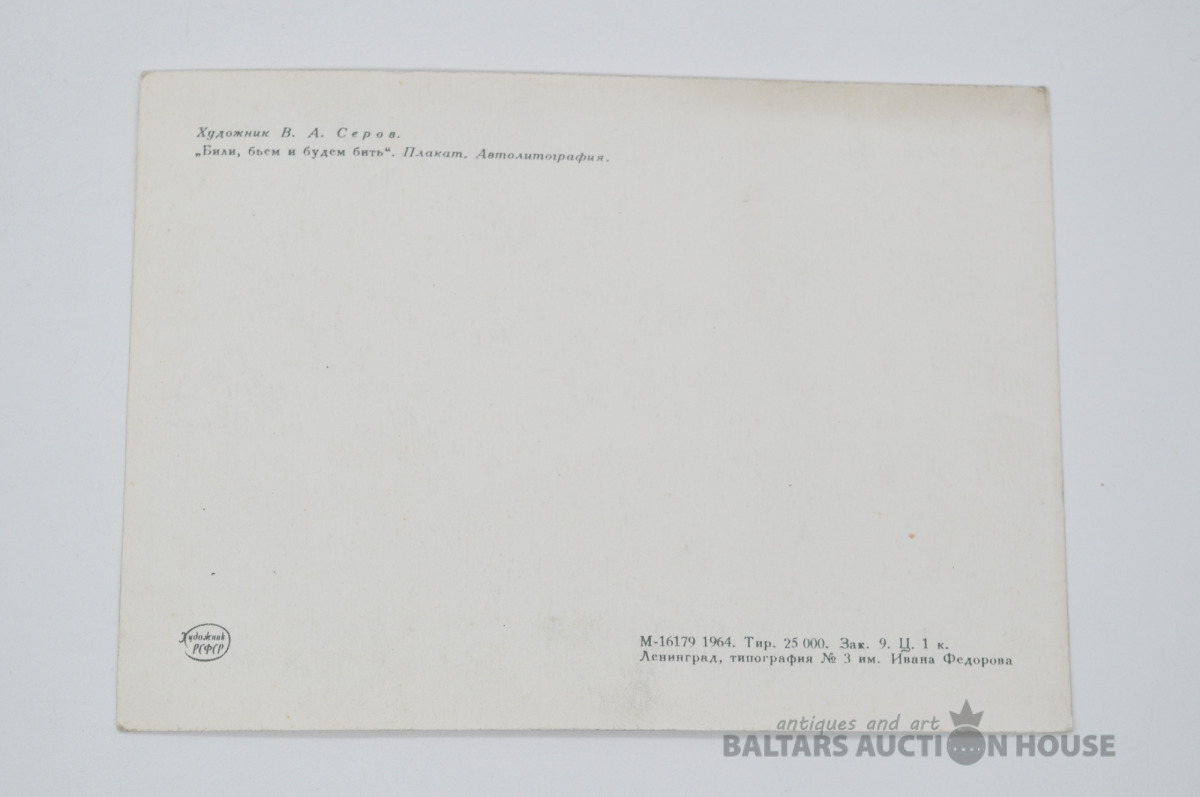 Художник В. А. Серов.
„Били, бьем и будем бить“. Плакат. Автолитография.
Художник
РСФСР
М-16179 1964. Тир. 25 000. Зак. 9. Ц. 1 к.
Ленинград, типография № 3 им. Ивана Федорова
antiques and art
BALTARS AUCTION HOUSE